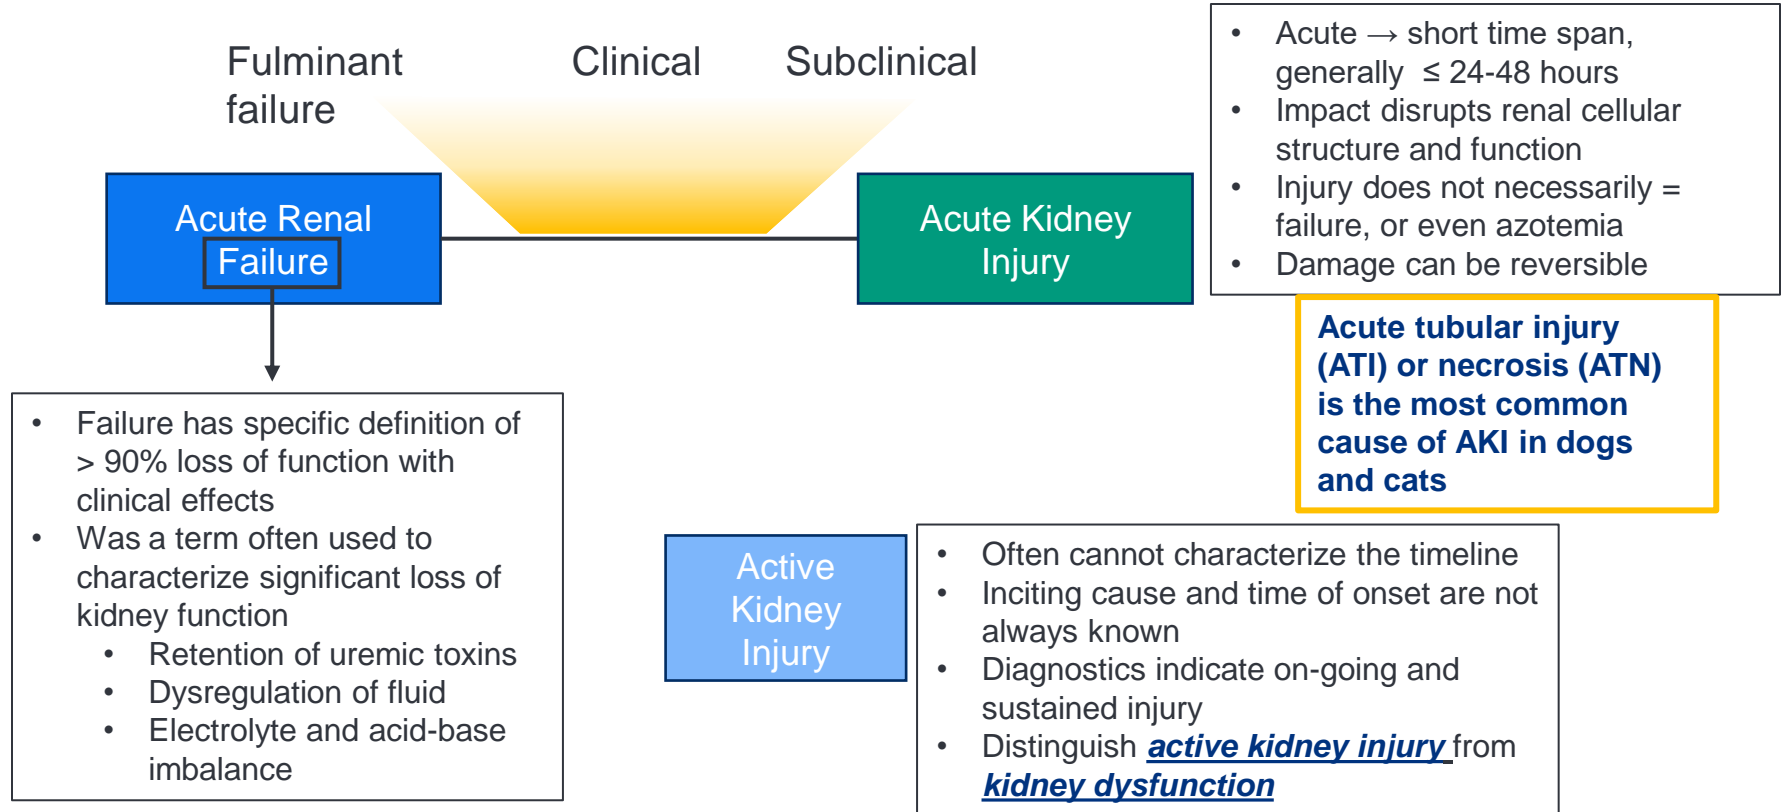 Fulminant
failure
Clinical
Subclinical
Acute Renal
Failure
Acute Kidney
Injury
• Acute → short time span,
generally ≤ 24-48 hours
• Impact disrupts renal cellular
structure and function
• Injury does not necessarily =
failure, or even azotemia
• Damage can be reversible
Acute tubular injury
(ATI) or necrosis (ATN)
is the most common
cause of AKI in dogs
and cats
• Failure has specific definition of
> 90% loss of function with
clinical effects
• Was a term often used to
characterize significant loss of
kidney function
• Retention of uremic toxins
• Dysregulation of fluid
• Electrolyte and acid-base
imbalance
Active
Kidney
Injury
• Often cannot characterize the timeline
• Inciting cause and time of onset are not
always known
• Diagnostics indicate on-going and
sustained injury
• Distinguish active kidney injury from
kidney dysfunction